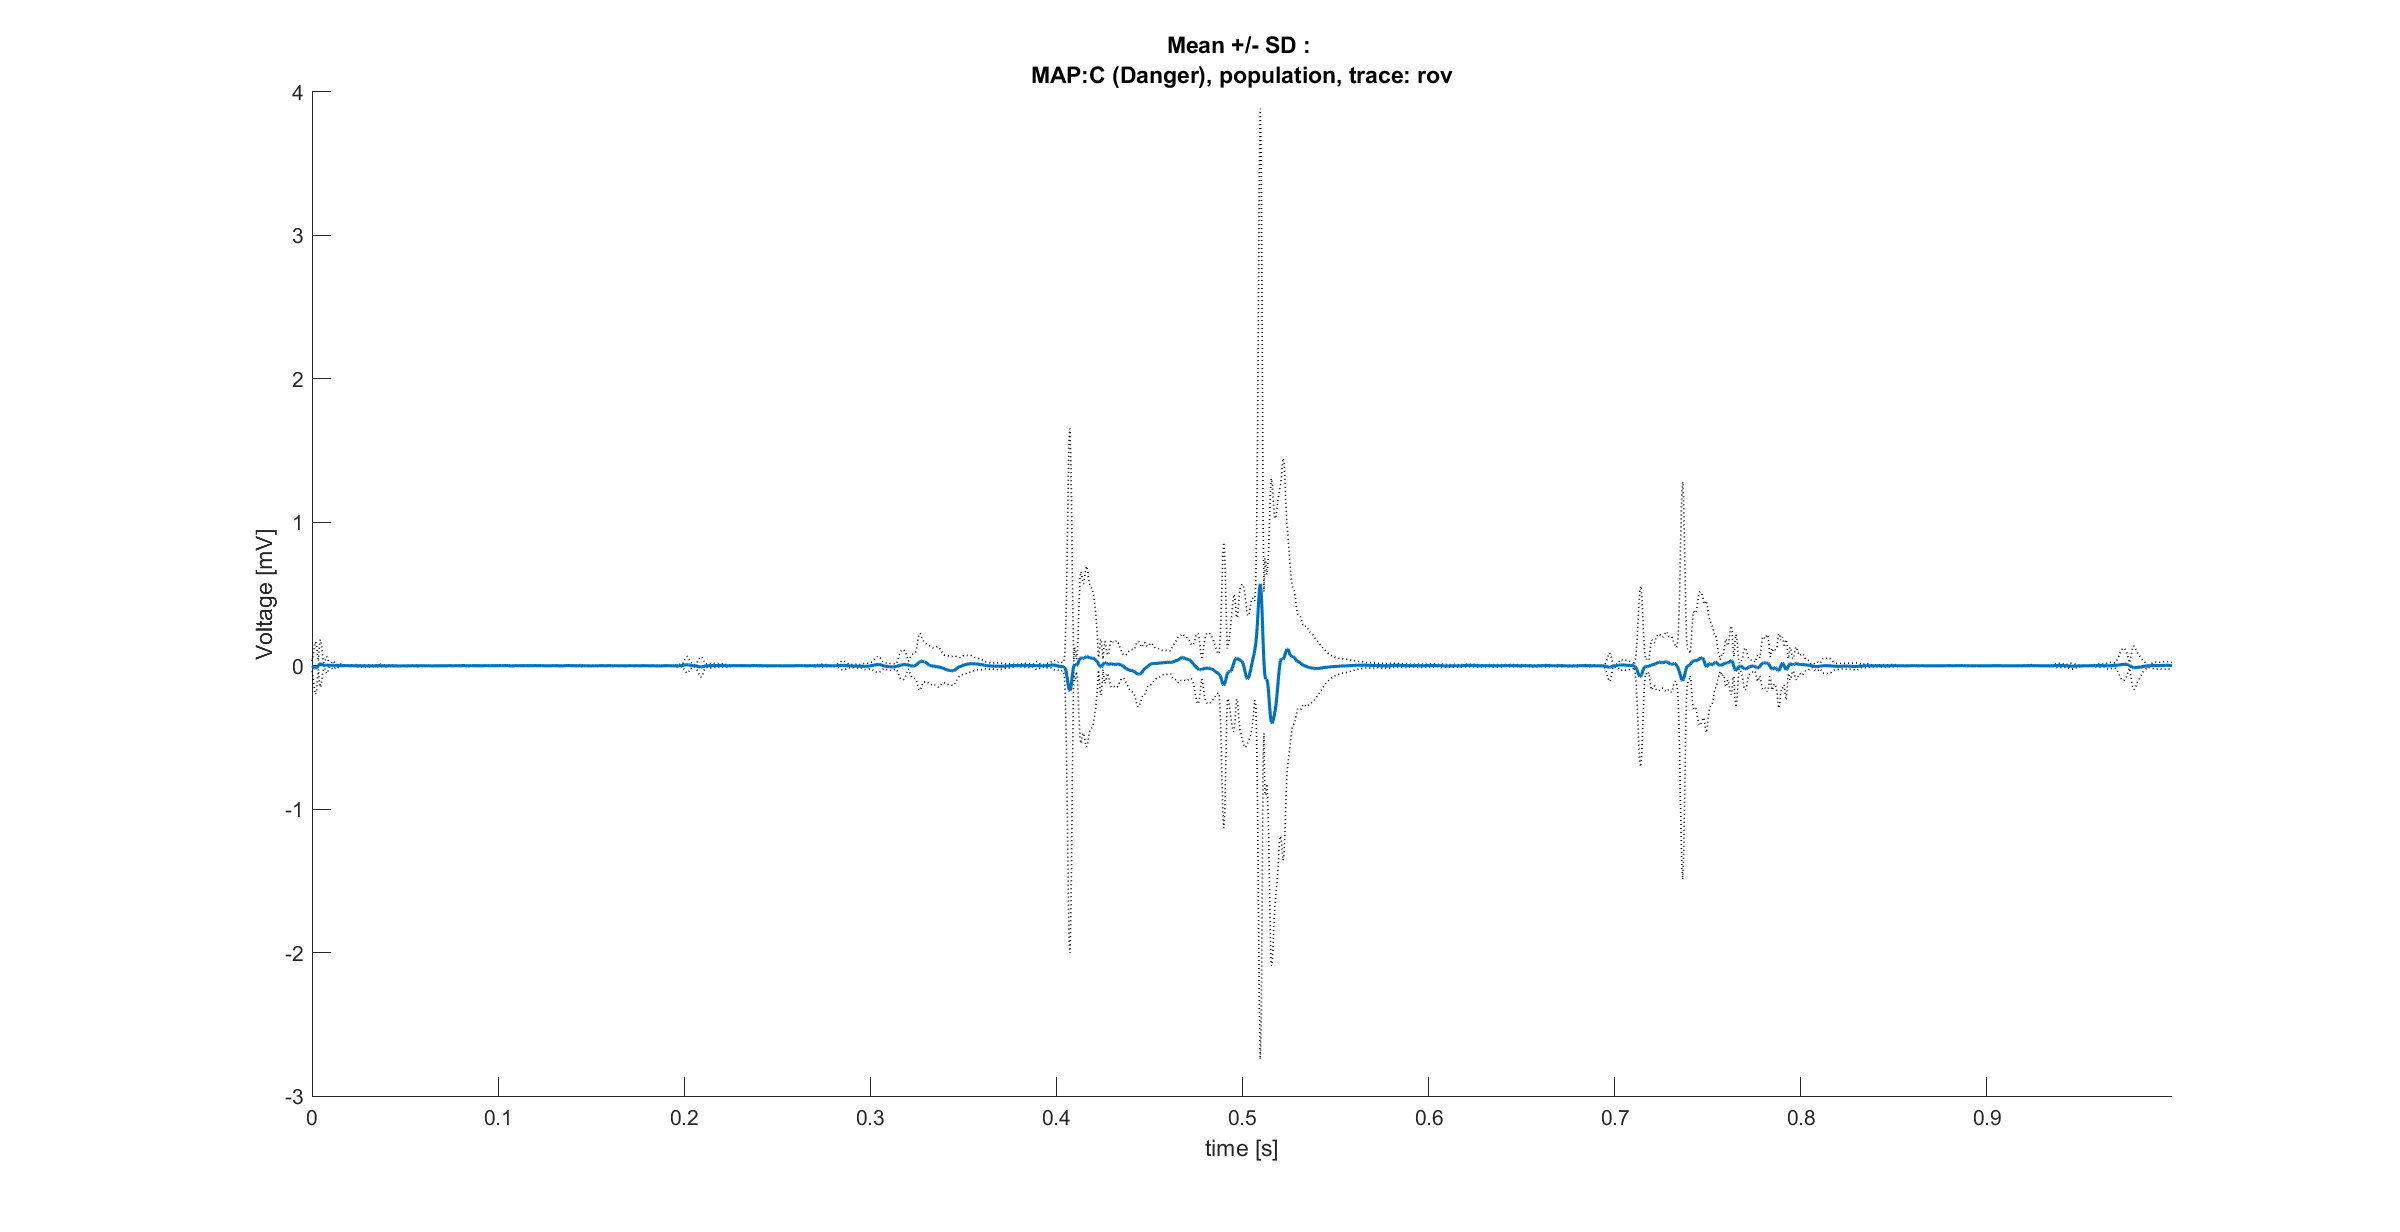 Mean +/- SD :
MAP:C (Danger), population, trace: rov
4
3
2
1
0
-1
-2
-3
Voltage [mV]
0 0.1 0.2 0.3 0.4 0.5 0.6 0.7 0.8 0.9
time [s]